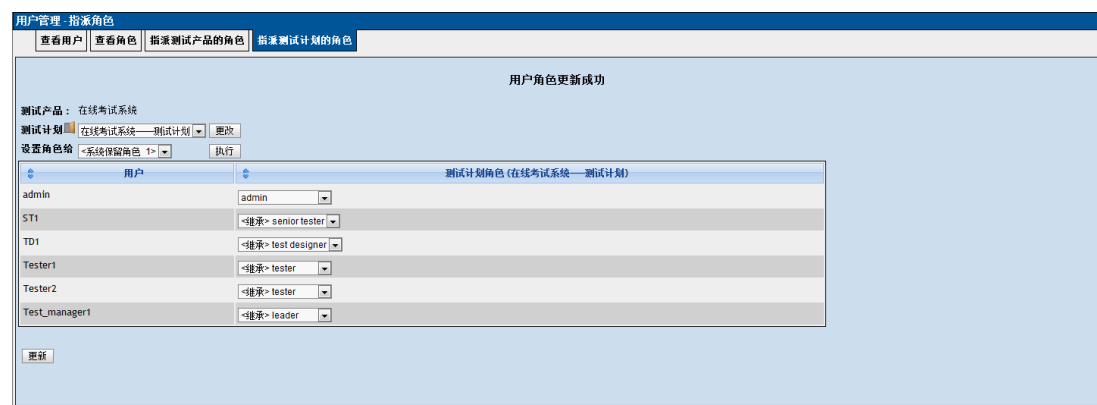 用户管理 - 指派角色
查看用户 查看角色 指派测试产品的角色 指派测试计划的角色
用户角色更新成功
测试产品： 在线考试系统
测试计划 在线考试系统——测试计划 更改
设置角色给 <系统保留角色 1> 执行
用户 测试计划角色 (在线考试系统——测试计划)
admin admin
ST1 <继承> senior tester
TD1 <继承> test designer
Tester1 <继承> tester
Tester2 <继承> tester
Test_manager1 <继承> leader
更新